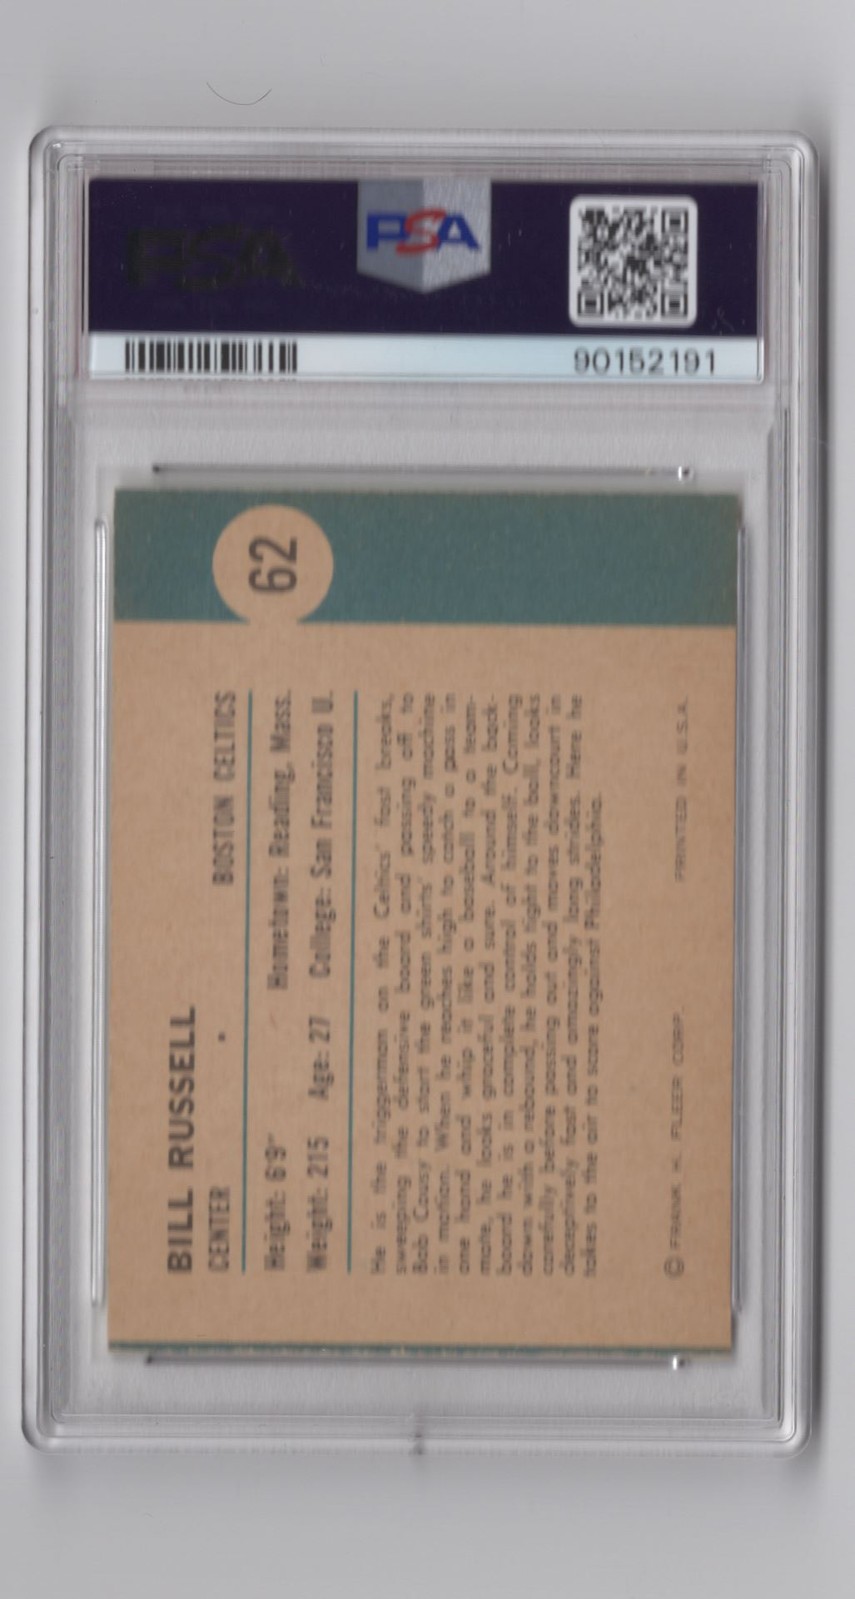 PSA
PSA
90152191
62
BILL RUSSELL
CENTER BOSTON CELTICS
Height: 6'9" Hometown: Reading, Mass.
Weight: 215 Age: 27 College: San Francisco U.
He is the triggerman on the Celtics' fast breaks,
sweeping the defensive board and passing off to
Bob Cousy to start the green shirts' speedy machine
in motion. When he reaches high to catch a pass in
one hand and whip it like a baseball to a team-
mate, he looks graceful and sure. Around the back-
board he is in complete control of himself. Coming
down with a rebound, he holds tight to the ball, looks
carefully before passing out and moves downcourt in
deceptively fast and amazingly long strides. Here he
takes to the air to score against Philadelphia.
© FRANK H. FLEER CORP. PRINTED IN U.S.A.